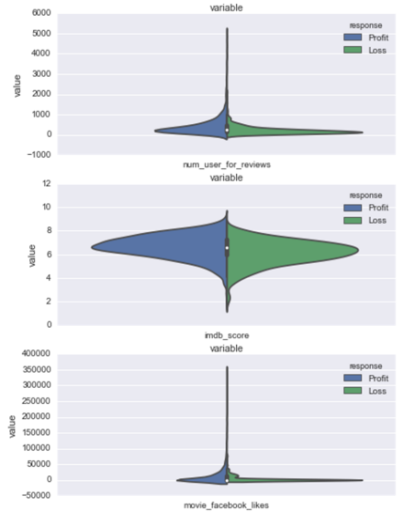 variable
6000
5000
4000
3000
2000
1000
0
−1000
value
response
Profit
Loss
num_user_for_reviews
variable
12
10
8
6
4
2
0
value
response
Profit
Loss
imdb_score
variable
400000
350000
300000
250000
200000
150000
100000
50000
0
−50000
value
response
Profit
Loss
movie_facebook_likes